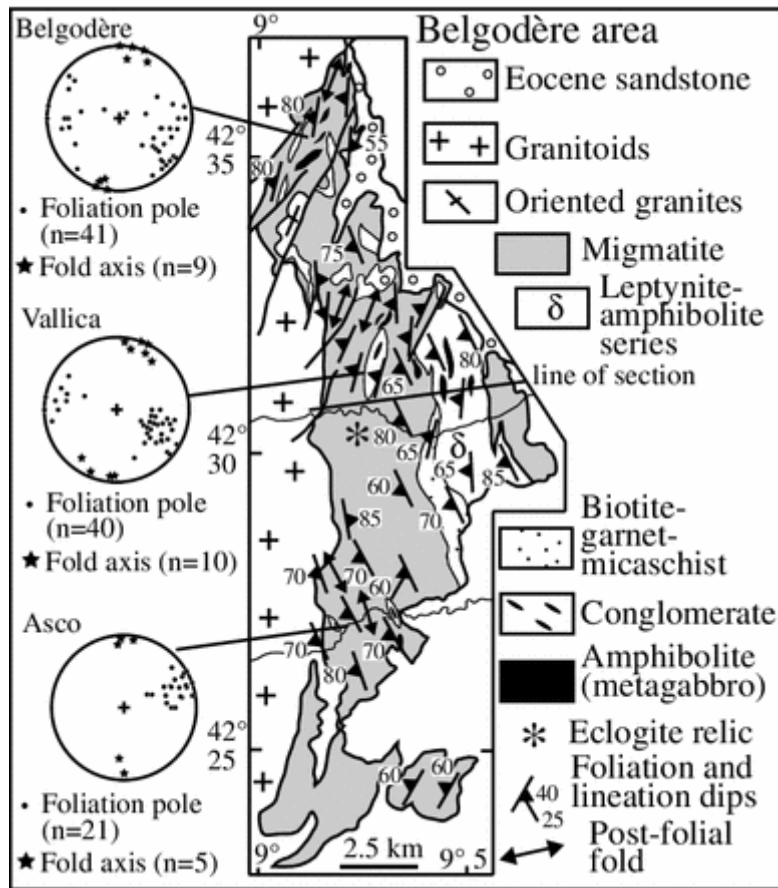 Belgodère
• Foliation pole
(n=41)
★ Fold axis (n=9)
Vallica
• Foliation pole
(n=40)
★ Fold axis (n=10)
Asco
• Foliation pole
(n=21)
★ Fold axis (n=5)
9°
42°
35
42°
30
42°
25
9°
2.5 km
9°.5
80
55
80
75
65
80
80
65
δ
65
85
60
70
85
70
70
60
70
70
80
60
60
line of section
Belgodère area
Eocene sandstone
Granitoids
Oriented granites
Migmatite
δ
Leptynite-
amphibolite
series
Biotite-
garnet-
micaschist
Conglomerate
Amphibolite
(metagabbro)
Eclogite relic
Foliation and
lineation dips
40
25
Post-folial
fold